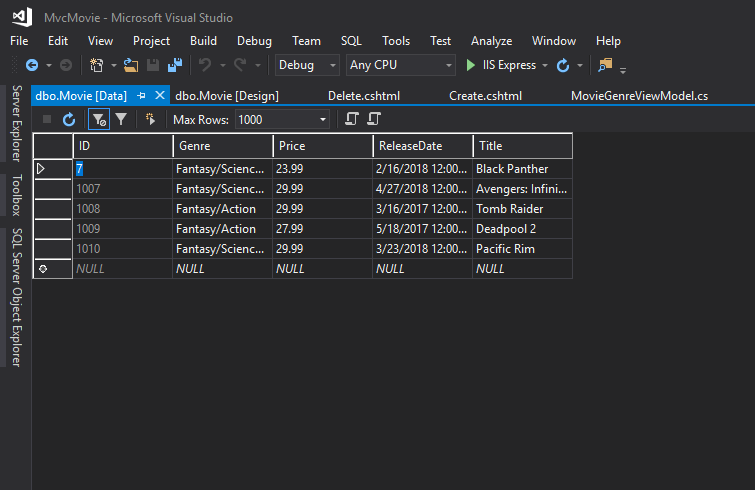 MvcMovie - Microsoft Visual Studio
File Edit View Project Build Debug Team SQL Tools Test Analyze Window Help
Debug Any CPU IIS Express
dbo.Movie [Data] dbo.Movie [Design] Delete.cshtml Create.cshtml MovieGenreViewModel.cs
Max Rows: 1000
ID Genre Price ReleaseDate Title
7 Fantasy/Scienc... 23.99 2/16/2018 12:00... Black Panther
1007 Fantasy/Scienc... 29.99 4/27/2018 12:00... Avengers: Infini...
1008 Fantasy/Action 29.99 3/16/2017 12:00... Tomb Raider
1009 Fantasy/Action 27.99 5/18/2017 12:00... Deadpool 2
1010 Fantasy/Scienc... 29.99 3/23/2018 12:00... Pacific Rim
NULL NULL NULL NULL NULL
Server Explorer
Toolbox
SQL Server Object Explorer